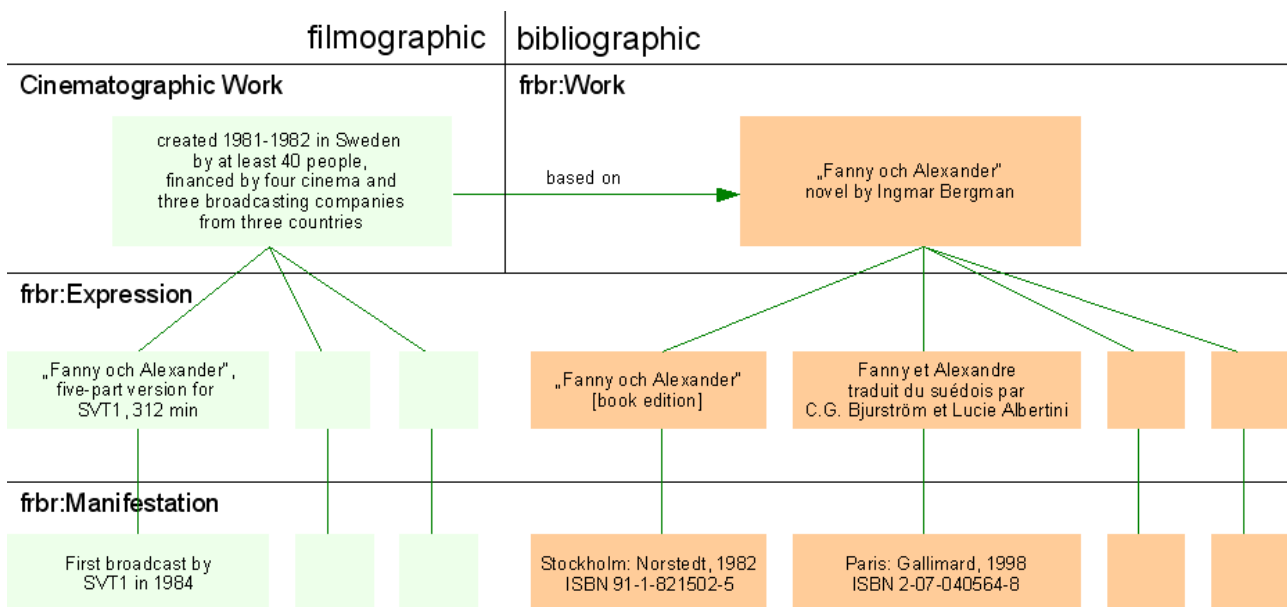 filmographic
bibliographic
Cinematographic Work
frbr:Work
created 1981-1982 in Sweden
by at least 40 people,
financed by four cinema and
three broadcasting companies
from three countries
based on
„Fanny och Alexander"
novel by Ingmar Bergman
frbr:Expression
„Fanny och Alexander",
five-part version for
SVT1, 312 min
„Fanny och Alexander"
[book edition]
Fanny et Alexandre
traduit du suédois par
C.G. Bjurström et Lucie Albertini
frbr:Manifestation
First broadcast by
SVT1 in 1984
Stockholm: Norstedt, 1982
ISBN 91-1-821502-5
Paris: Gallimard, 1998
ISBN 2-07-040564-8